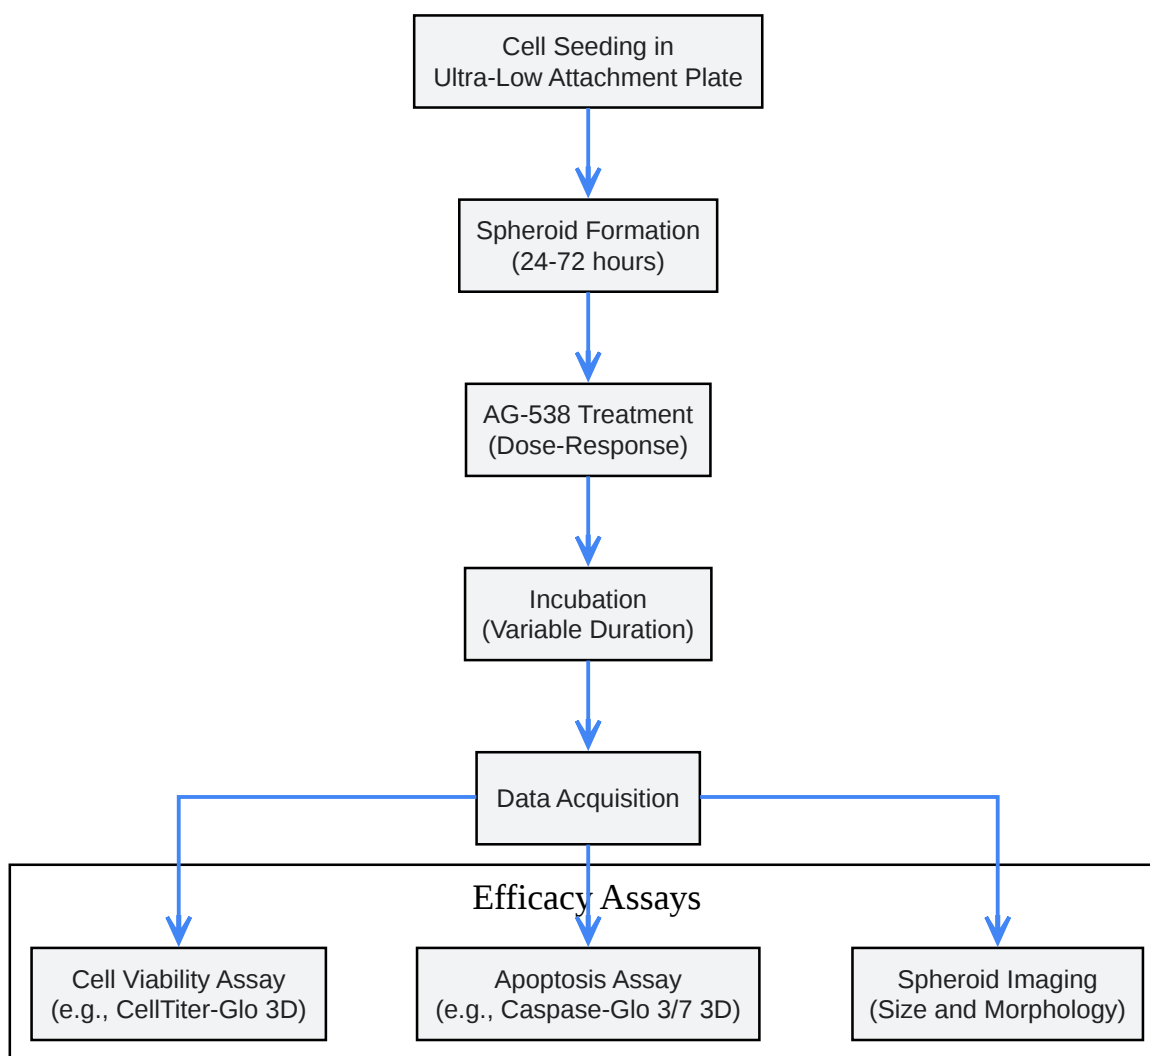 Cell Seeding in
Ultra-Low Attachment Plate
Spheroid Formation
(24-72 hours)
AG-538 Treatment
(Dose-Response)
Incubation
(Variable Duration)
Data Acquisition
Efficacy Assays
Cell Viability Assay
(e.g., CellTiter-Glo 3D)
Apoptosis Assay
(e.g., Caspase-Glo 3/7 3D)
Spheroid Imaging
(Size and Morphology)